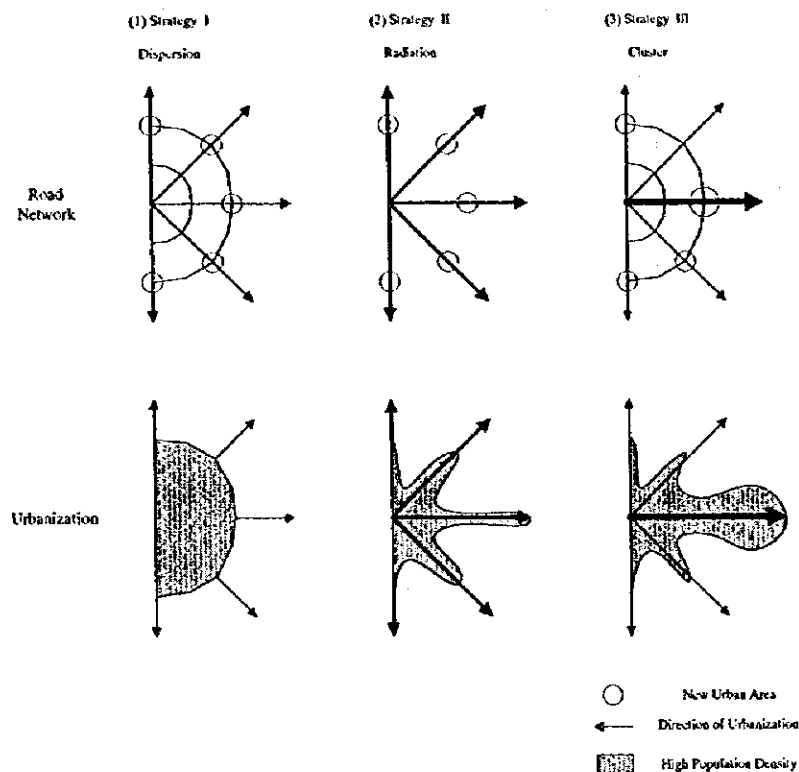 (1) Strategy I
(2) Strategy II
(3) Strategy III
Dispersion
Radiation
Cluster
Road
Network
Urbanization
New Urban Area
Direction of Urbanization
High Population Density